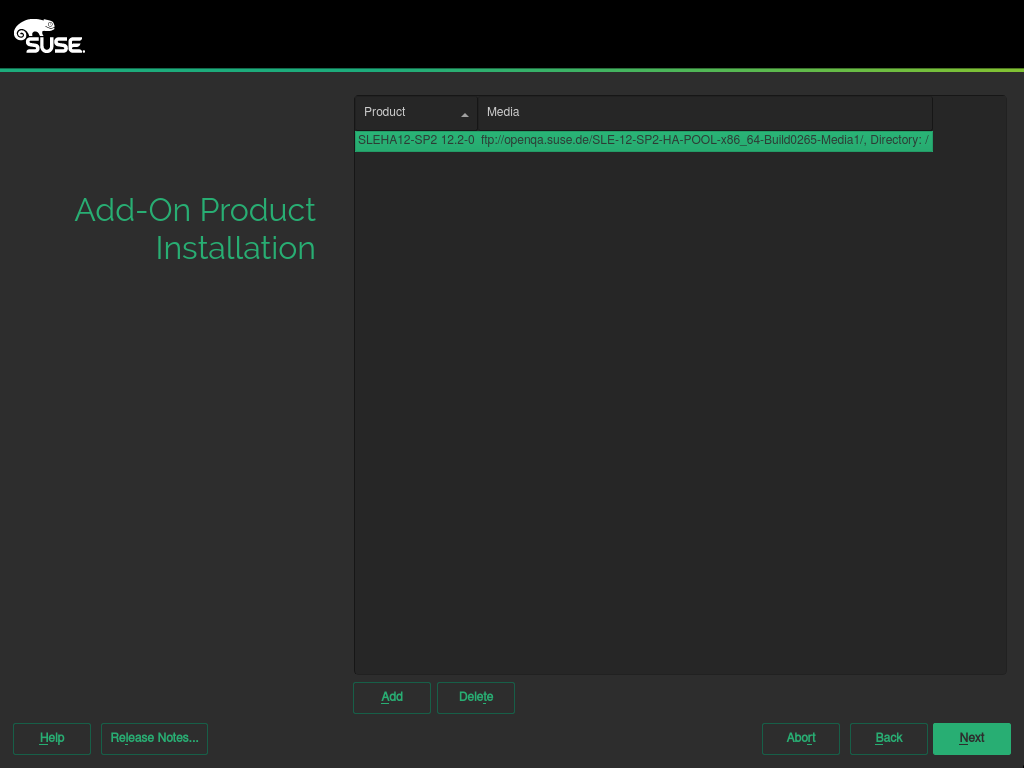 SUSE.
Add-On Product
Installation
Product Media
SLEHA12-SP2 12.2-0 ftp://openqa.suse.de/SLE-12-SP2-HA-POOL-x86_64-Build0265-Media1/, Directory: /
Add Delete
Help Release Notes... Abort Back Next